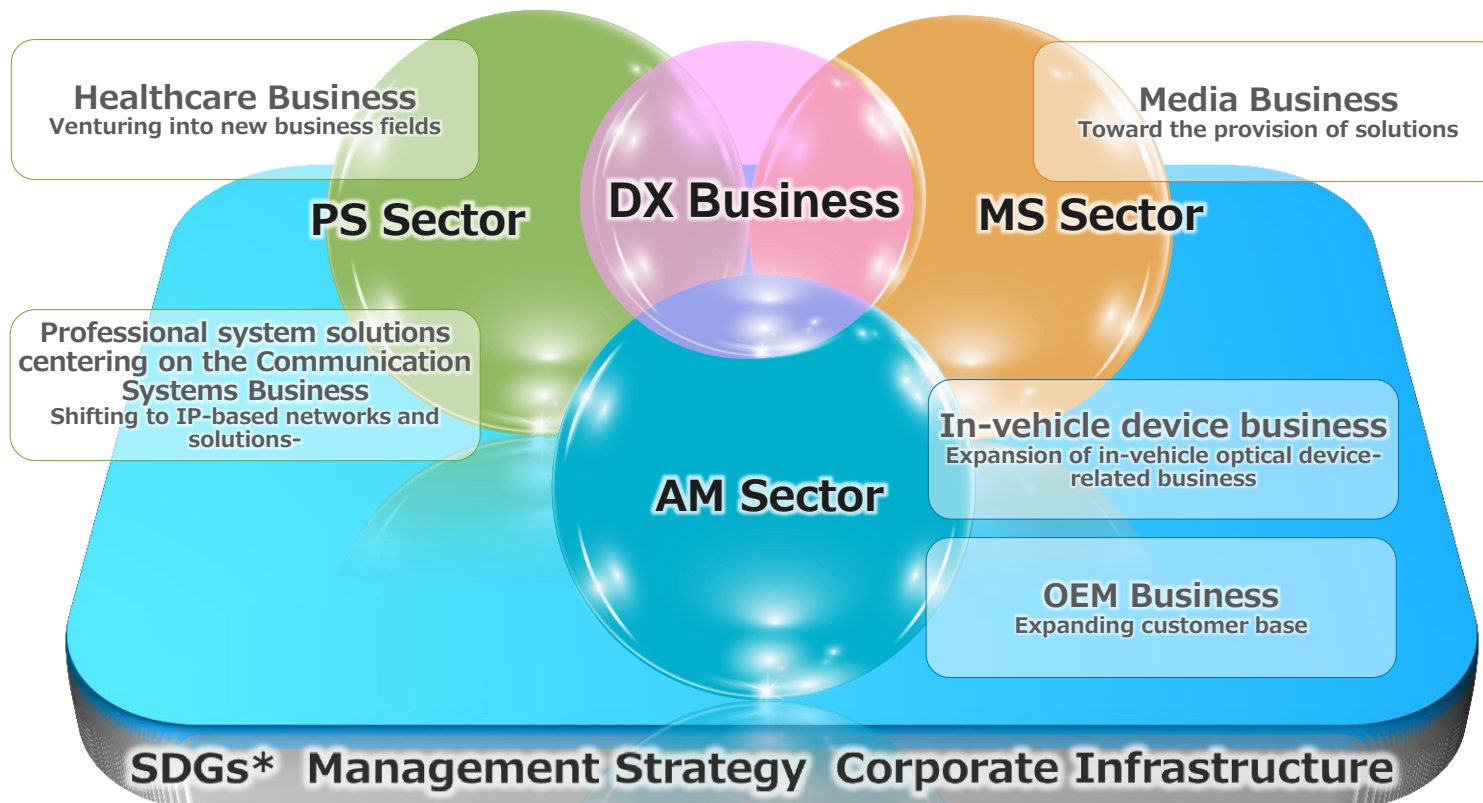 Healthcare Business
Venturing into new business fields
Media Business
Toward the provision of solutions
DX Business
PS Sector
MS Sector
Professional system solutions
centering on the Communication
Systems Business
Shifting to IP-based networks and
solutions-
In-vehicle device business
Expansion of in-vehicle optical device-
related business
AM Sector
OEM Business
Expanding customer base
SDGs* Management Strategy Corporate Infrastructure